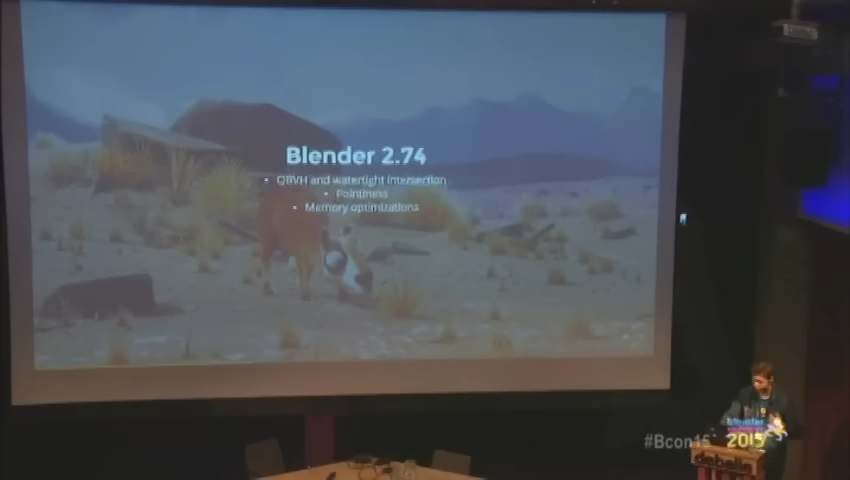 Blender 2.74
• QBVH and watertight intersection
• Pointiness
• Memory optimizations
#Bcon15
2015